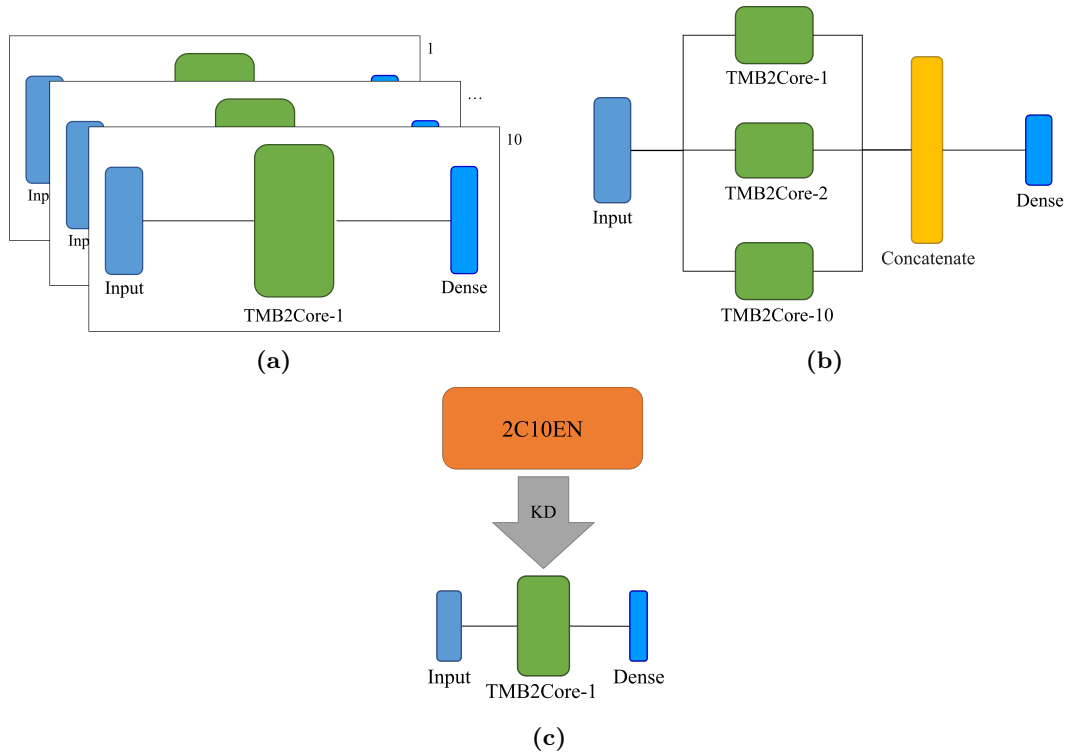 1
...
10
Inp
Inp
Input
TMB2Core-1
Dense
(a)
TMB2Core-1
TMB2Core-2
TMB2Core-10
Input
Concatenate
Dense
(b)
2C10EN
KD
Input
TMB2Core-1
Dense
(c)